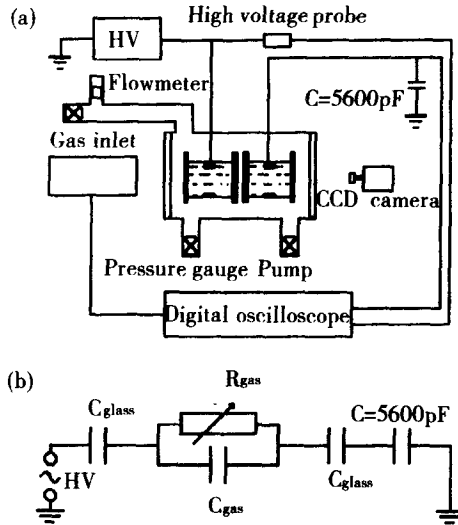 (a)
High voltage probe
HV
Flowmeter
C=5600pF
Gas inlet
CCD camera
Pressure gauge Pump
Digital oscilloscope
(b)
Rgas
Cglass
C=5600pF
HV
Cgas
Cglass